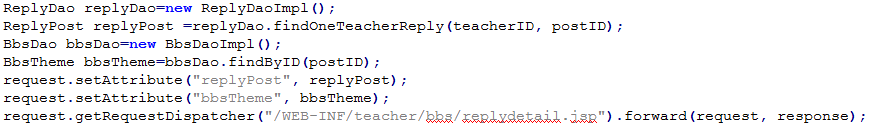 ReplyDao replyDao=new ReplyDaoImpl();
ReplyPost replyPost =replyDao.findOneTeacherReply(teacherID, postID);
BbsDao bbsDao=new BbsDaoImpl();
BbsTheme bbsTheme=bbsDao.findByID(postID);
request.setAttribute("replyPost", replyPost);
request.setAttribute("bbsTheme", bbsTheme);
request.getRequestDispatcher("/WEB-INF/teacher/bbs/replydetail.jsp").forward(request, response);